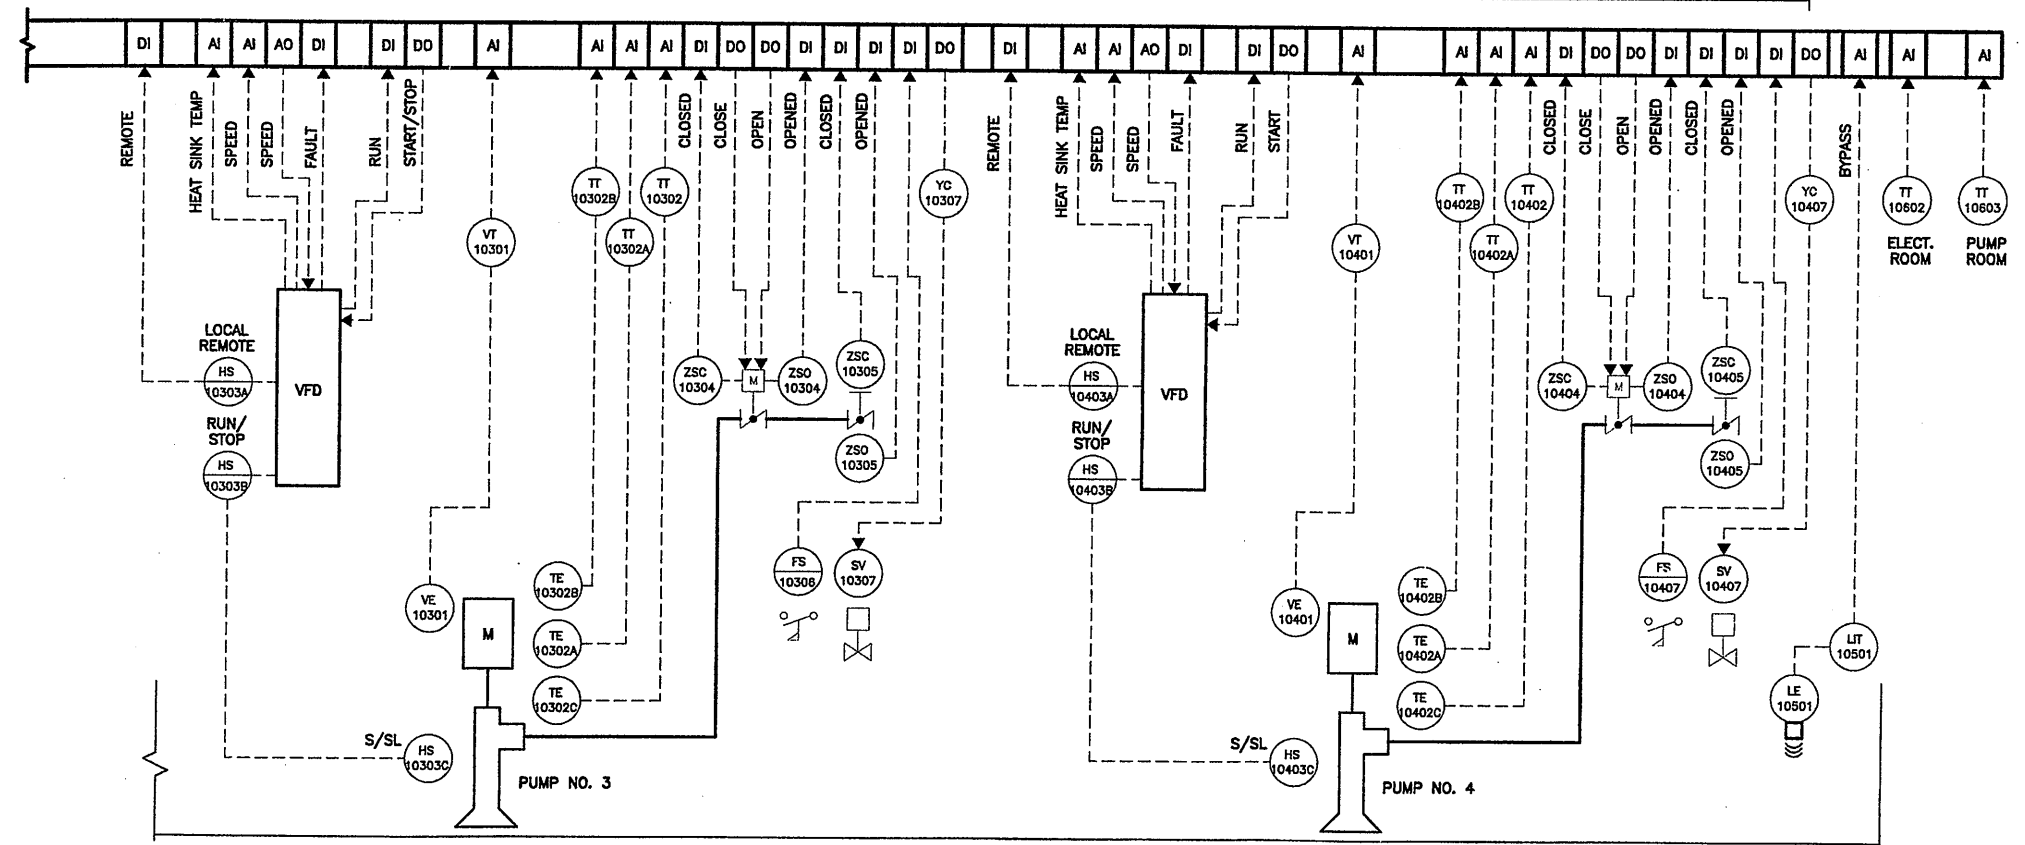 DI AI AI AO DI DI DO AI AI AI AI DI DO DO DI DI DI DI DO DI AI AI AO DI DI DO AI AI AI AI DI DO DO DI DI DI DI DO AI AI AI
REMOTE
HEAT SINK TEMP
SPEED
SPEED
FAULT
RUN
START/STOP
CLOSED
CLOSE
OPEN
OPENED
CLOSED
OPENED
REMOTE
HEAT SINK TEMP
SPEED
SPEED
FAULT
RUN
START
CLOSED
CLOSE
OPEN
OPENED
CLOSED
OPENED
BYPASS
VT
10301
TT
10302B
TT
10302A
TT
10302
YC
10307
VT
10401
TT
10402B
TT
10402A
TT
10402
YC
10407
TT
10602
ELECT.
ROOM
TT
10603
PUMP
ROOM
LOCAL
REMOTE
HS
10303A
RUN/
STOP
HS
10303B
VFD
ZSC
10304
M
ZSO
10304
ZSC
10305
ZSO
10305
LOCAL
REMOTE
HS
10403A
RUN/
STOP
HS
10403B
VFD
ZSC
10404
M
ZSO
10404
ZSC
10405
ZSO
10405
VE
10301
M
TE
10302B
TE
10302A
TE
10302C
FS
10306
SV
10307
VE
10401
M
TE
10402B
TE
10402A
TE
10402C
FS
10407
SV
10407
LIT
10501
LE
10501
S/SL
HS
10303C
PUMP NO. 3
S/SL
HS
10403C
PUMP NO. 4